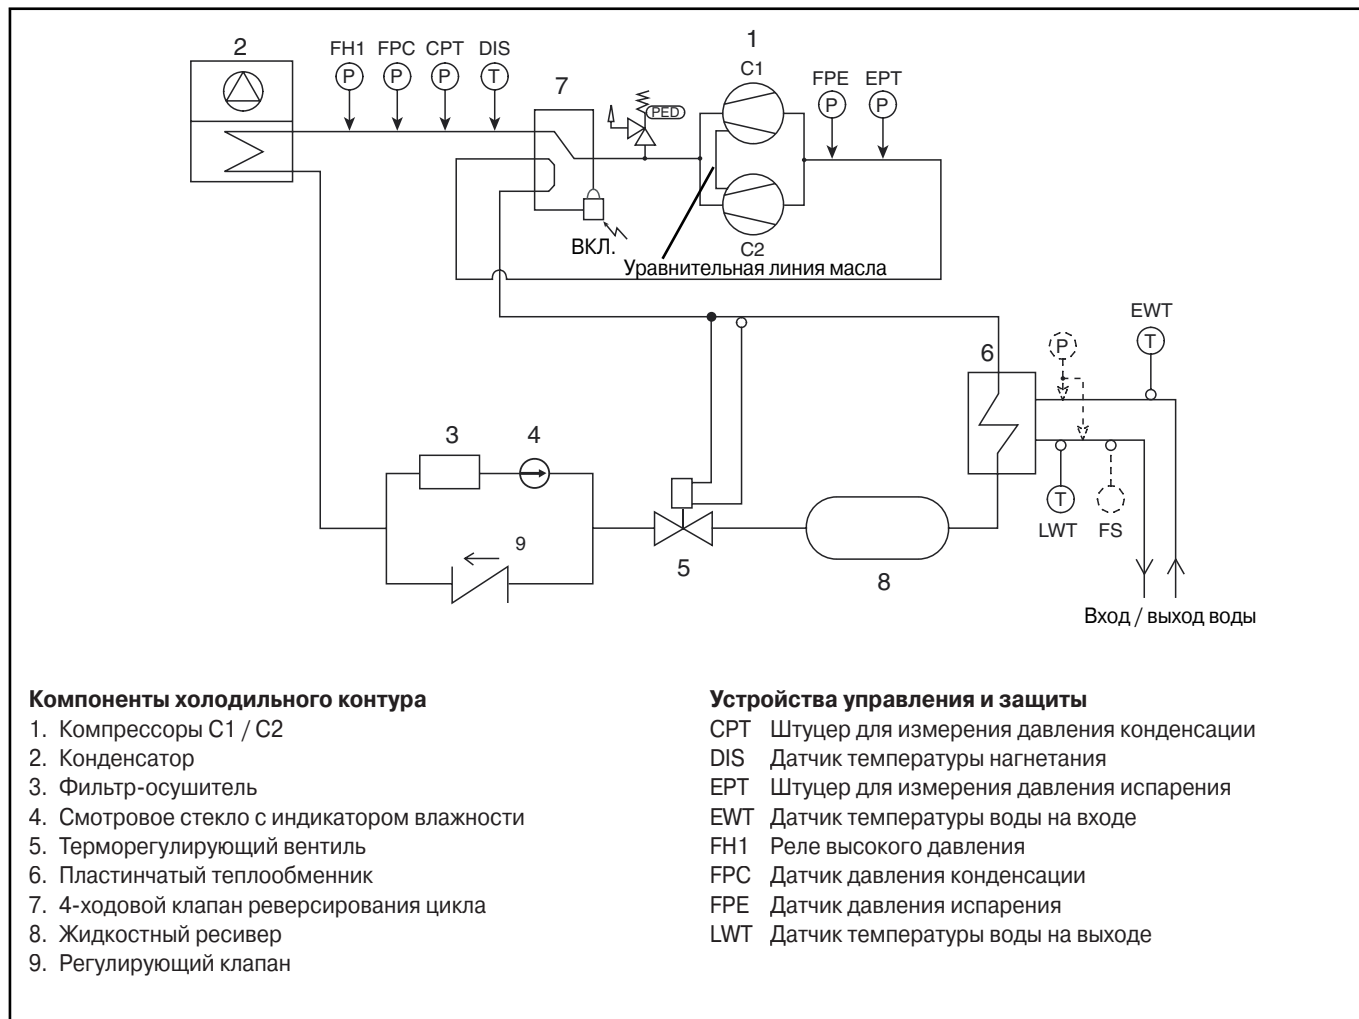 1
2
FH1 FPC CPT DIS
C1
P P P T
7
PED
FPE EPT
P P
ВКЛ.
C2
Уравнительная линия масла
EWT
6
P
T
3
4
T
LWT FS
9
5
8
Вход / выход воды
Компоненты холодильного контура
1. Компрессоры C1 / C2
2. Конденсатор
3. Фильтр-осушитель
4. Смотровое стекло с индикатором влажности
5. Терморегулирующий вентиль
6. Пластинчатый теплообменник
7. 4-ходовой клапан реверсирования цикла
8. Жидкостный ресивер
9. Регулирующий клапан
Устройства управления и защиты
CPT Штуцер для измерения давления конденсации
DIS Датчик температуры нагнетания
EPT Штуцер для измерения давления испарения
EWT Датчик температуры воды на входе
FH1 Реле высокого давления
FPC Датчик давления конденсации
FPE Датчик давления испарения
LWT Датчик температуры воды на выходе